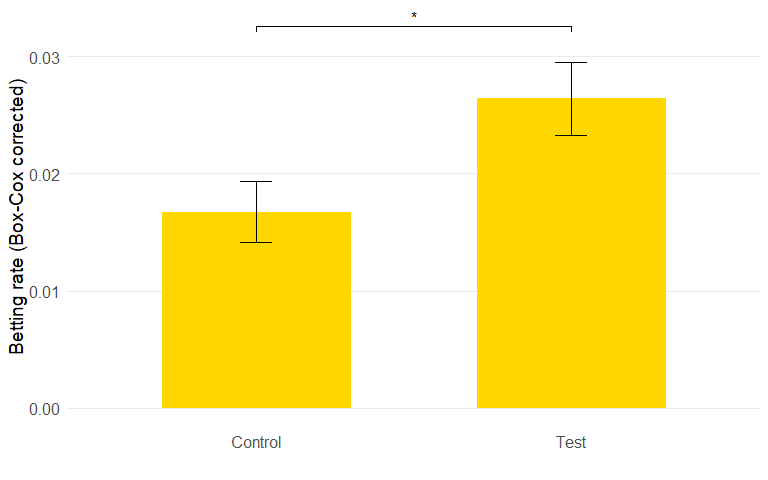 *
0.03
0.02
0.01
0.00
Betting rate (Box-Cox corrected)
Control
Test